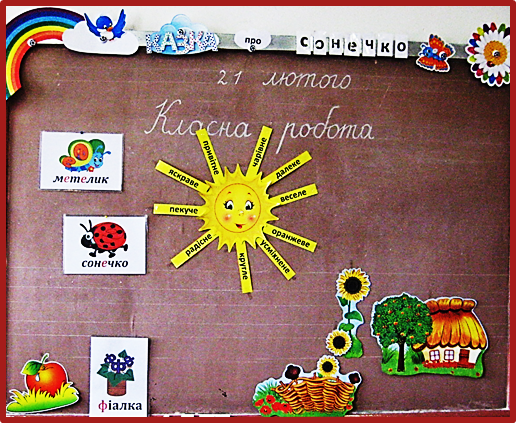 КАЗКА про сонечко
21 лютого
Класна робота
метелик
сонечко
фіалка
привітне
чарівне
далеке
веселе
оранжеве
усміхнене
кругле
радісне
пекуче
яскраве